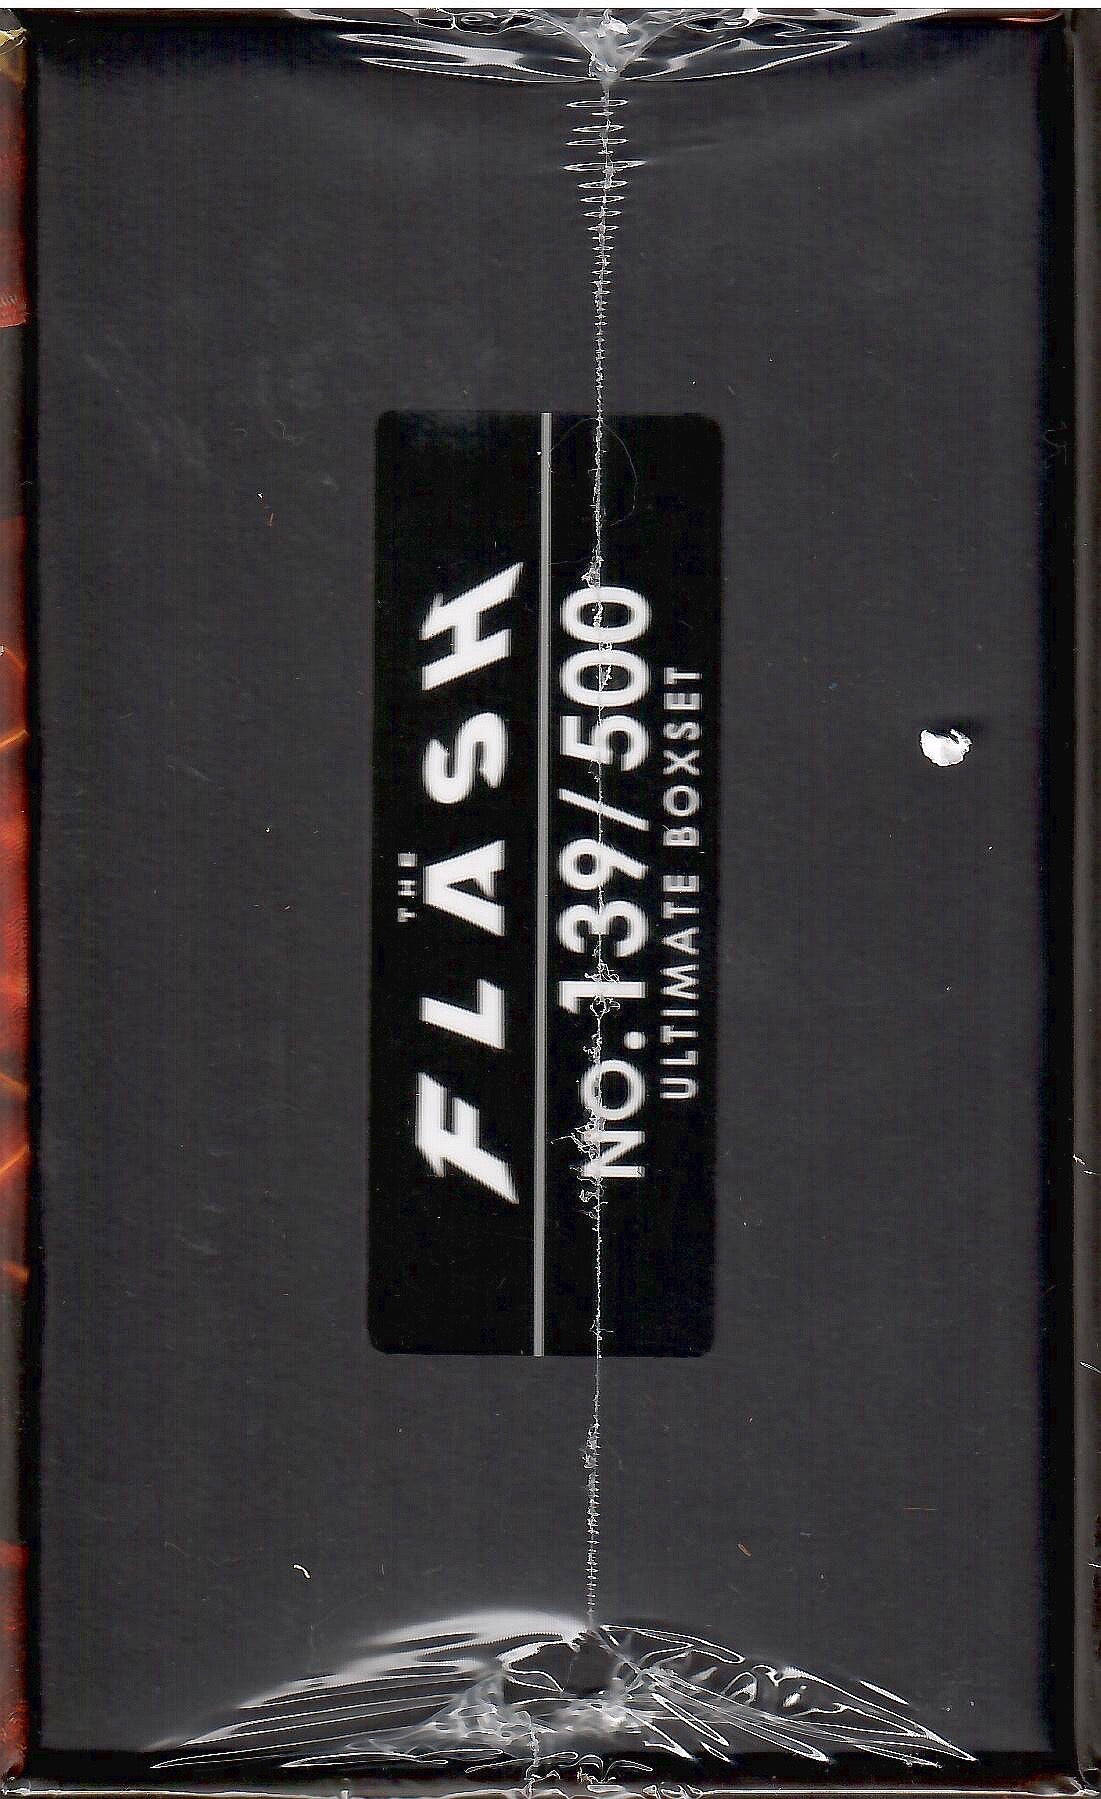 THE
FLASH
NO.139/500
ULTIMATE BOXSET